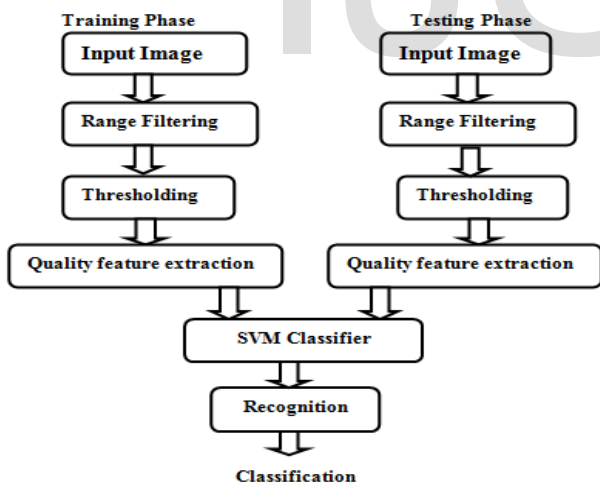 Training Phase
Input Image
Range Filtering
Thresholding
Quality feature extraction
Testing Phase
Input Image
Range Filtering
Thresholding
Quality feature extraction
SVM Classifier
Recognition
Classification